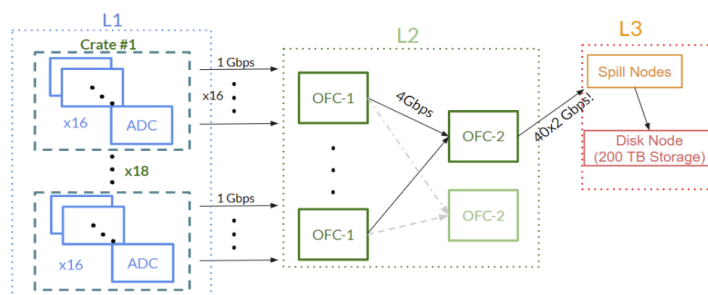 L1
L2
L3
Crate #1
x16
ADC
x18
x16
ADC
1 Gbps
x16
1 Gbps
OFC-1
OFC-1
4Gbps
OFC-2
OFC-2
40x2 Gbps!
Spill Nodes
Disk Node
(200 TB Storage)